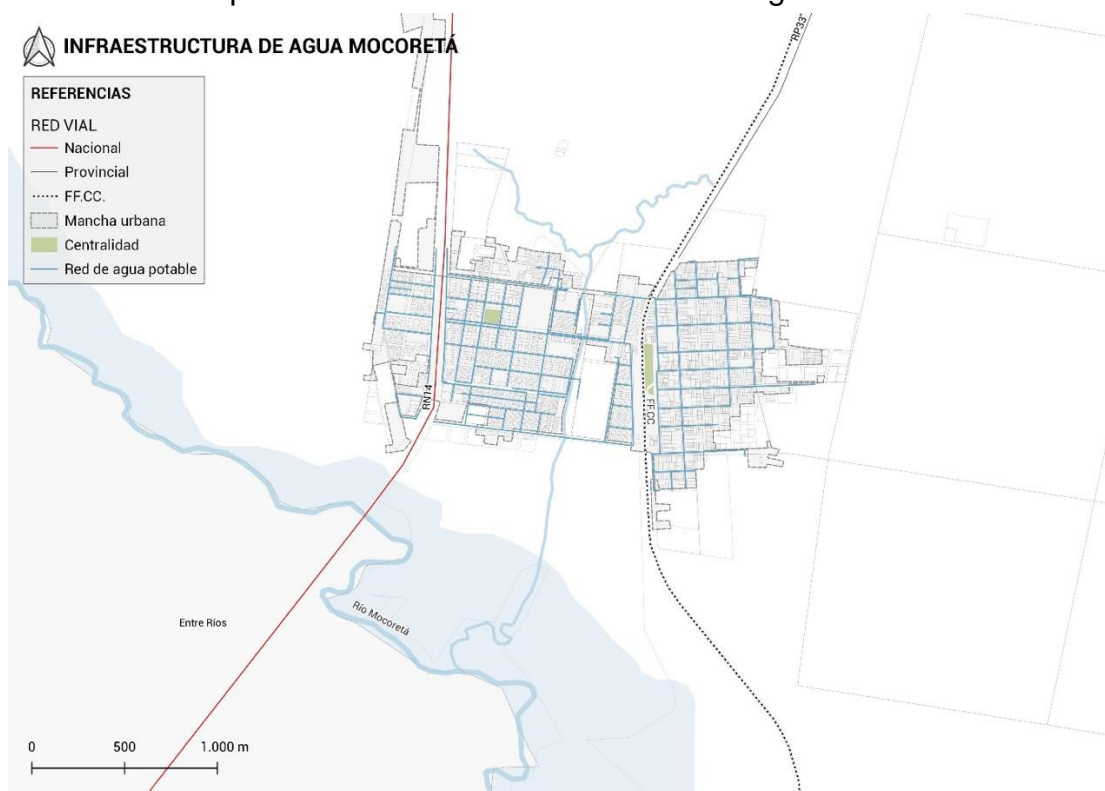 INFRAESTRUCTURA DE AGUA MOCORETÁ
REFERENCIAS
RED VIAL
Nacional
Provincial
FF.CC.
Mancha urbana
Centralidad
Red de agua potable
RP33
RN14
FF.CC
Río Mocoretá
Entre Ríos
0 500 1.000 m